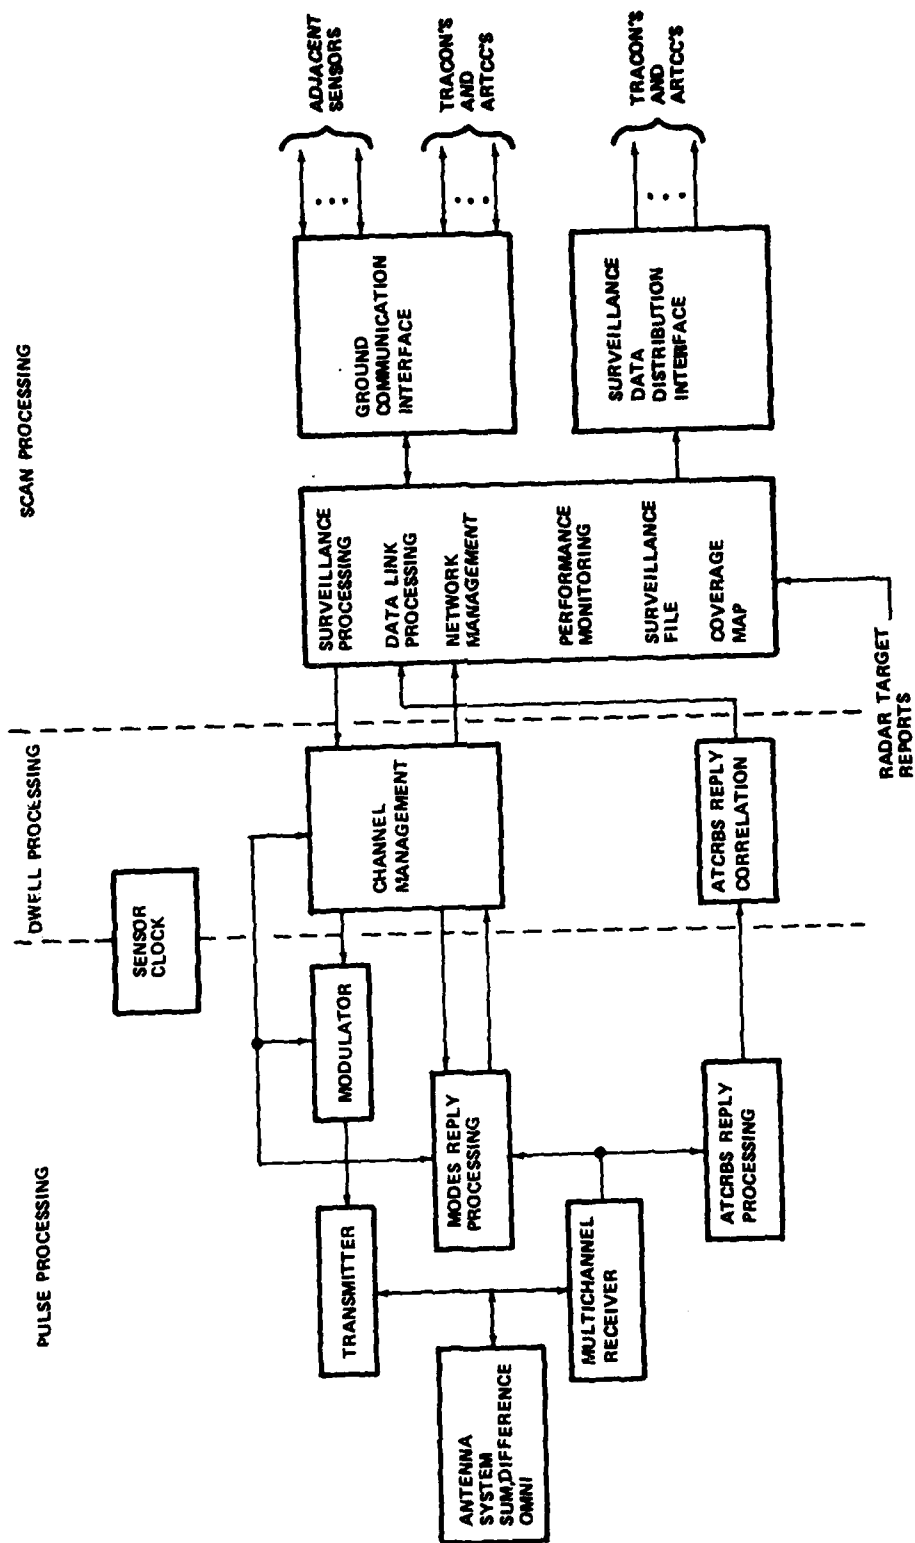 PULSE PROCESSING
DWELL PROCESSING
SCAN PROCESSING
SENSOR
CLOCK
ANTENNA
SYSTEM
SUM,DIFFERENCE
OMNI
TRANSMITTER
MULTICHANNEL
RECEIVER
MODULATOR
MODES REPLY
PROCESSING
ATCRBS REPLY
PROCESSING
CHANNEL
MANAGEMENT
ATCRBS REPLY
CORRELATION
SURVEILLANCE
PROCESSING
DATA LINK
PROCESSING
NETWORK
MANAGEMENT
PERFORMANCE
MONITORING
SURVEILLANCE
FILE
COVERAGE
MAP
RADAR TARGET
REPORTS
GROUND
COMMUNICATION
INTERFACE
SURVEILLANCE
DATA
DISTRIBUTION
INTERFACE
ADJACENT
SENSORS
TRACON'S
AND
ARTCC'S
TRACON'S
AND
ARTCC'S